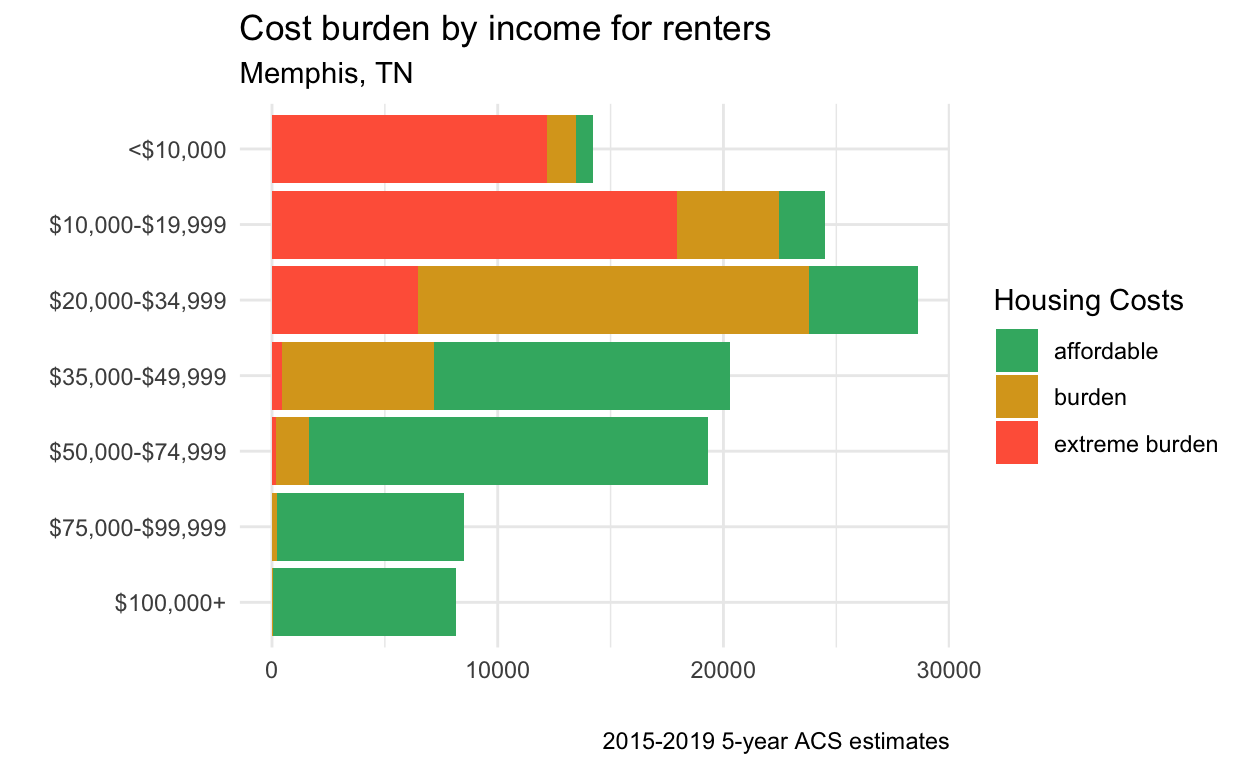 Cost burden by income for renters
Memphis, TN
<$10,000
$10,000-$19,999
$20,000-$34,999
$35,000-$49,999
$50,000-$74,999
$75,000-$99,999
$100,000+
0 10000 20000 30000
Housing Costs
affordable
burden
extreme burden
2015-2019 5-year ACS estimates